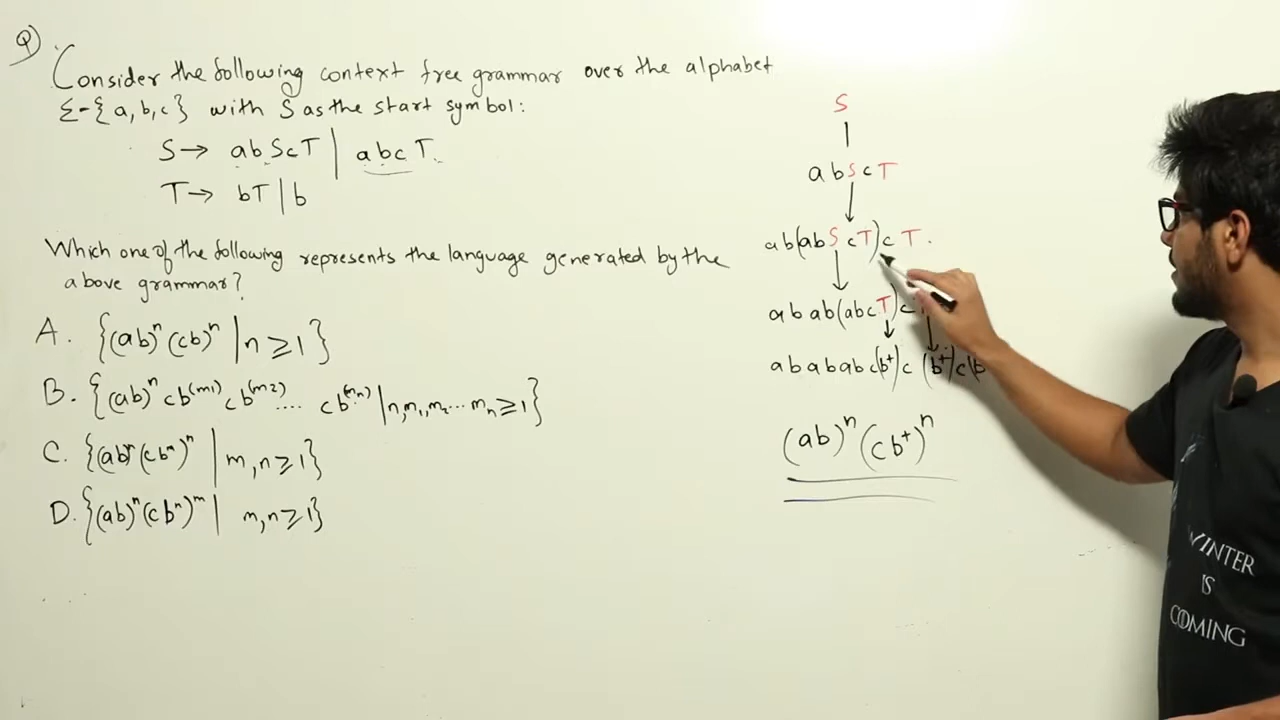 Q)
Consider the following context free grammar over the alphabet
Σ-{a,b,c} with S as the start symbol:
S→ abScT | abcT
T→ bT | b
Which one of the following represents the language generated by the
above grammar?
A. {(ab)ⁿ (cb)ⁿ | n ≥ 1}
B. {(ab)ⁿ cb^(m1) cb^(m2) .... cb^(mn) | n, m₁, m₂ ... mₙ ≥ 1}
C. {(ab)ⁿ (cbᵐ)ⁿ | m,n ≥ 1}
D. {(ab)ⁿ (cbⁿ)ᵐ | m,n ≥ 1}
S
abScT
ab(abScT)cT.
abab(abcT)c
abababc(b⁺)c(b⁺)c(b
(ab)ⁿ (cb⁺)ⁿ
WINTER
IS
COMING